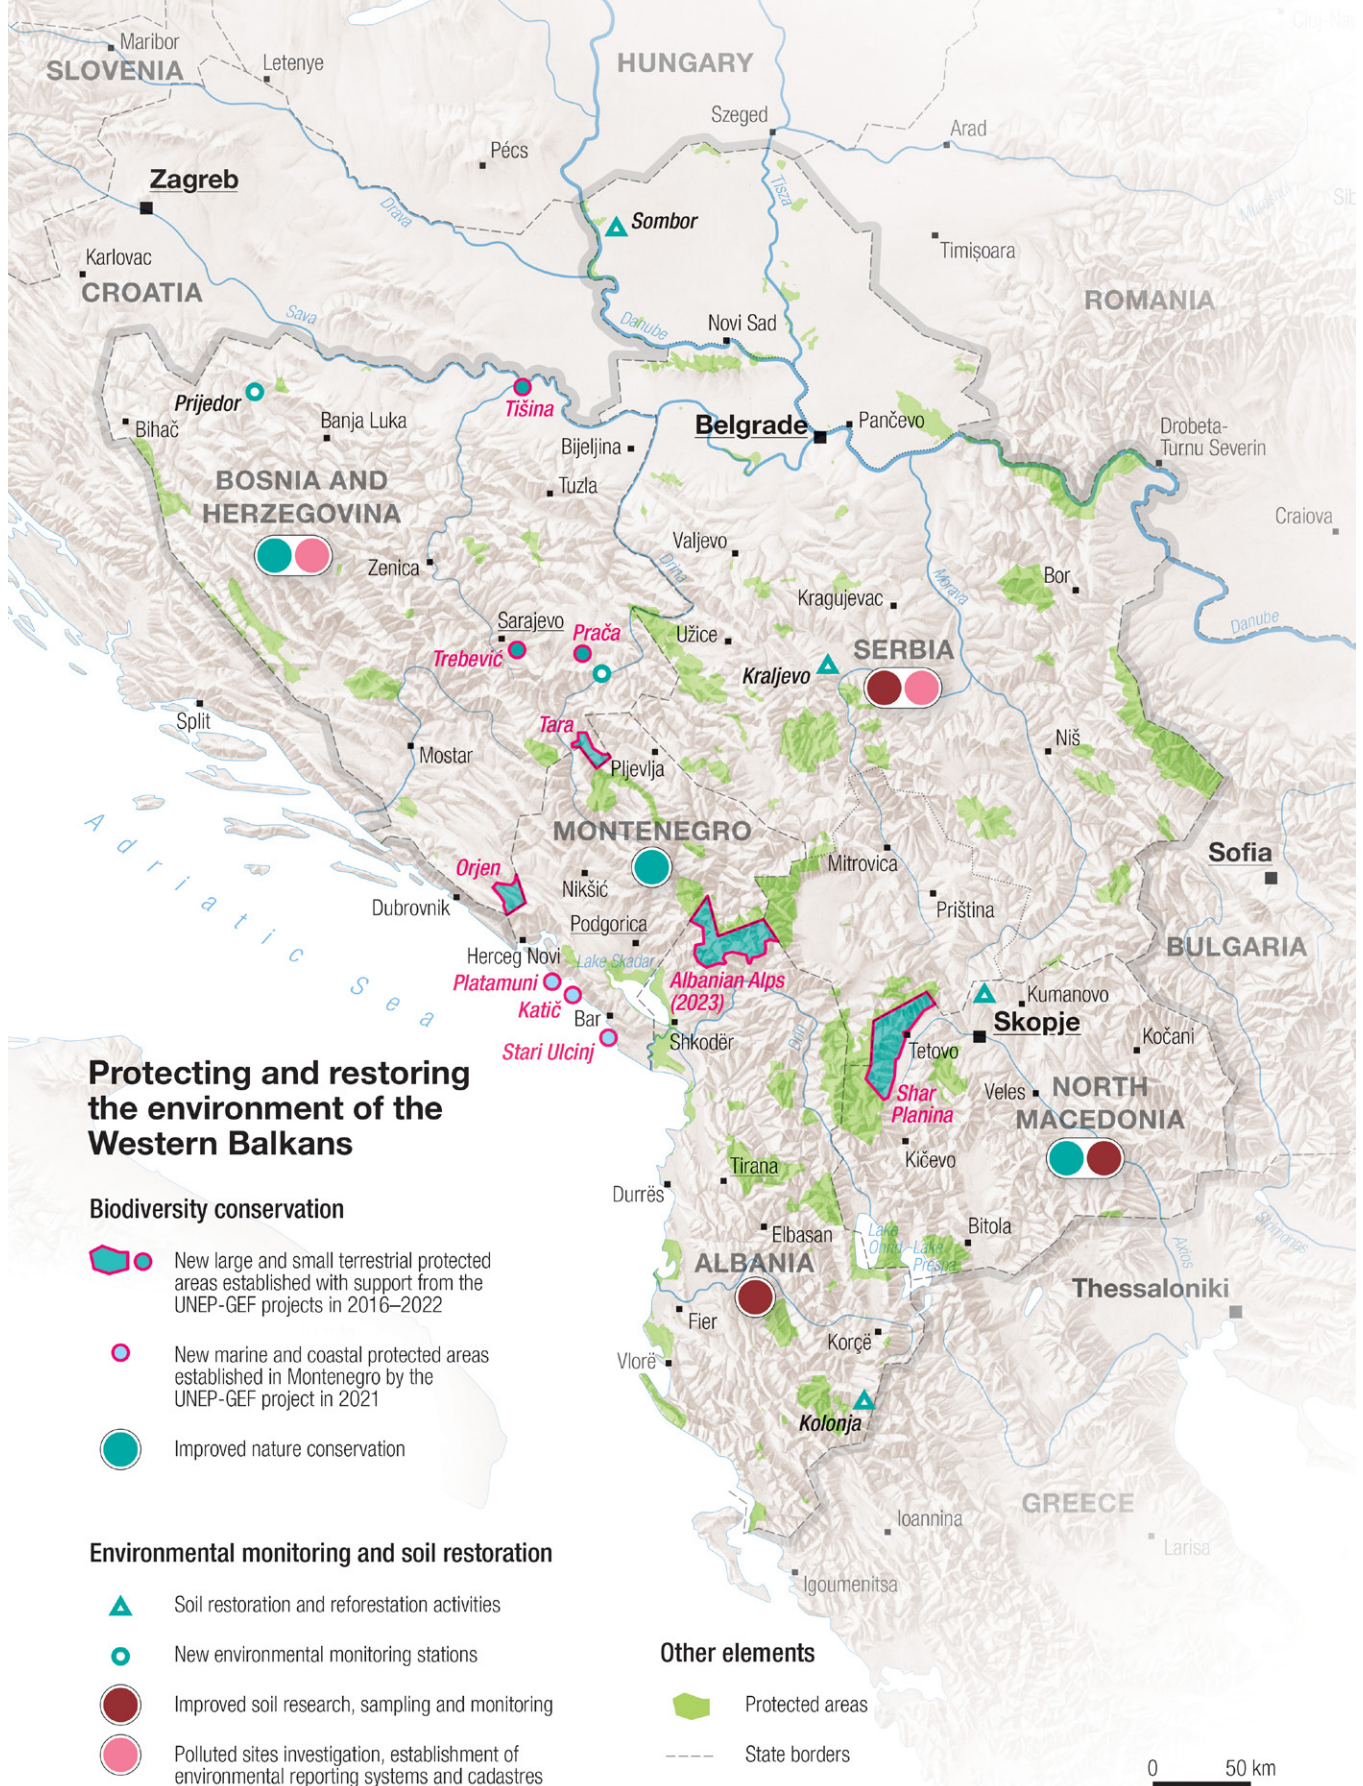 Cluj-Na
Maribor
SLOVENIA
Letenye
HUNGARY
Szeged
Arad
Pécs
Zagreb
Tisza
Drava
Sombor
Timișoara
Karlovac
CROATIA
ROMANIA
Sava
Danube
Novi Sad
Prijedor
Tišina
Bihać
Banja Luka
Belgrade
Pančevo
Drobeta-
Turnu Severin
Bijeljina
BOSNIA AND
HERZEGOVINA
Tuzla
Craiova
Valjevo
Zenica
Drina
Morava
Bor
Kragujevac
Sarajevo
Prača
Užice
Danube
Trebević
SERBIA
Kraljevo
Split
Tara
Mostar
Niš
Pljevlja
MONTENEGRO
Adriatic Sea
Orjen
Mitrovica
Sofia
Nikšić
Dubrovnik
Priština
Podgorica
BULGARIA
Herceg Novi
Lake Skadar
Platamuni
Albanian Alps
(2023)
Katič
Kumanovo
Bar
Skopje
Stari Ulcinj
Shkodër
Drin
Tetovo
Kočani
Shar
Planina
Veles
NORTH
MACEDONIA
Kičevo
Tirana
Durrës
Elbasan
Bitola
Lake
Ohrid
Lake
Prespa
Strimonas
Axios
ALBANIA
Thessaloniki
Fier
Korçë
Vlorë
Kolonja
GREECE
Ioannina
Larisa
Igoumenitsa
Protecting and restoring
the environment of the
Western Balkans
Biodiversity conservation
New large and small terrestrial protected
areas established with support from the
UNEP-GEF projects in 2016–2022
New marine and coastal protected areas
established in Montenegro by the
UNEP-GEF project in 2021
Improved nature conservation
Environmental monitoring and soil restoration
Soil restoration and reforestation activities
New environmental monitoring stations
Improved soil research, sampling and monitoring
Polluted sites investigation, establishment of
environmental reporting systems and cadastres
Other elements
Protected areas
State borders
0 50 km